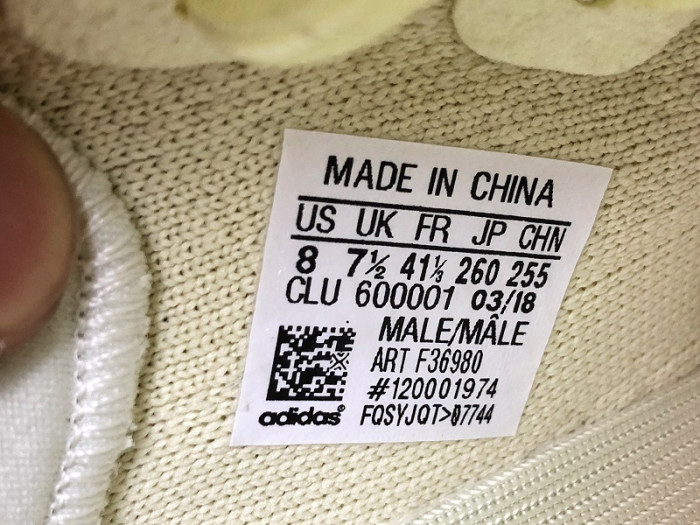 MADE IN CHINA
US UK FR JP CHN
8 7½ 41⅓ 260 255
CLU 600001 03/18
MALE/MÂLE
ART F36980
#120001974
adidas® FQSYJQT>07744